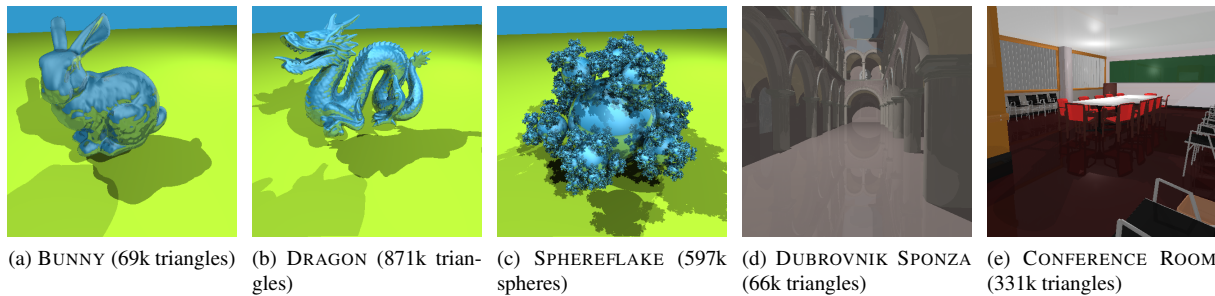 (a) BUNNY (69k triangles)
(b) DRAGON (871k trian-
gles)
(c) SPHEREFLAKE (597k
spheres)
(d) DUBROVNIK SPONZA
(66k triangles)
(e) CONFERENCE ROOM
(331k triangles)